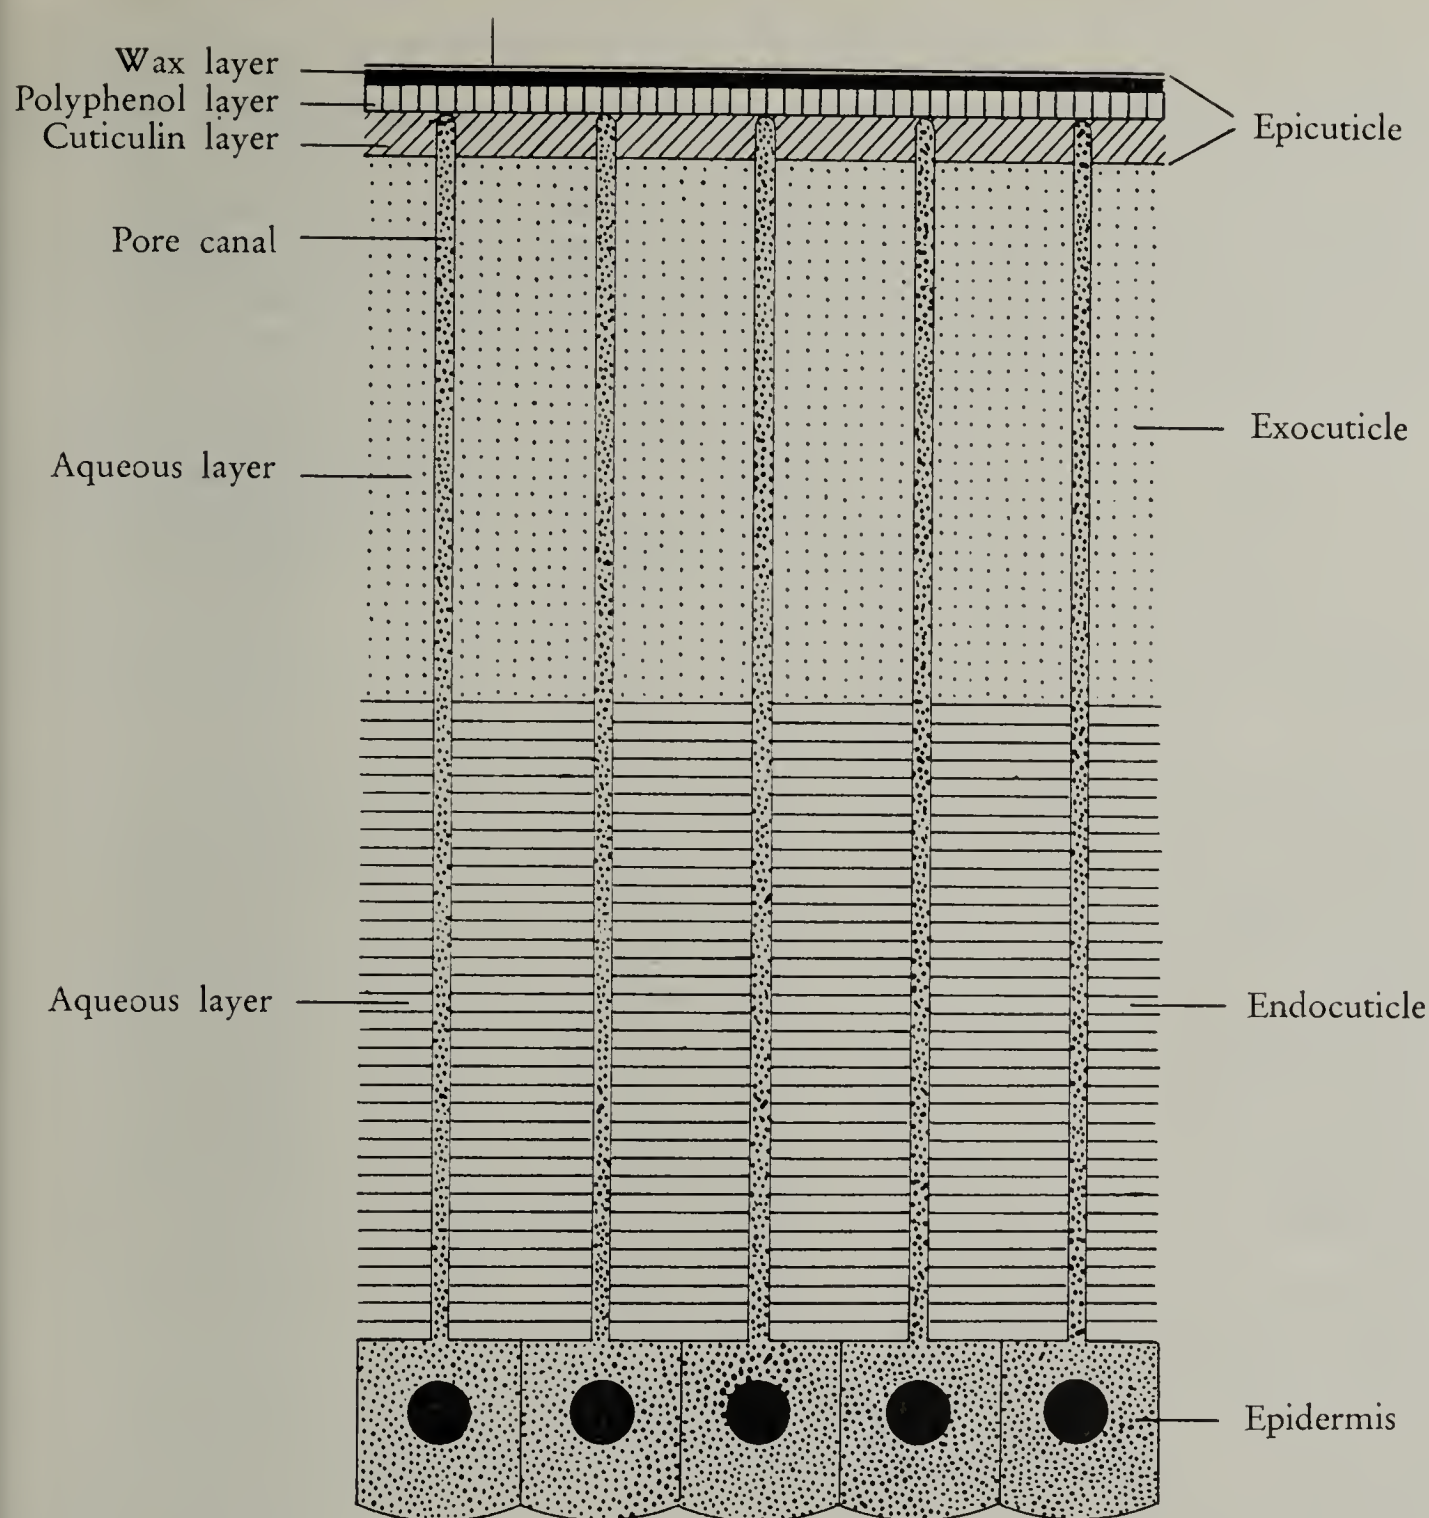 Wax layer
Polyphenol layer
Cuticulin layer
Epicuticle
Pore canal
Exocuticle
Aqueous layer
Aqueous layer
Endocuticle
Epidermis